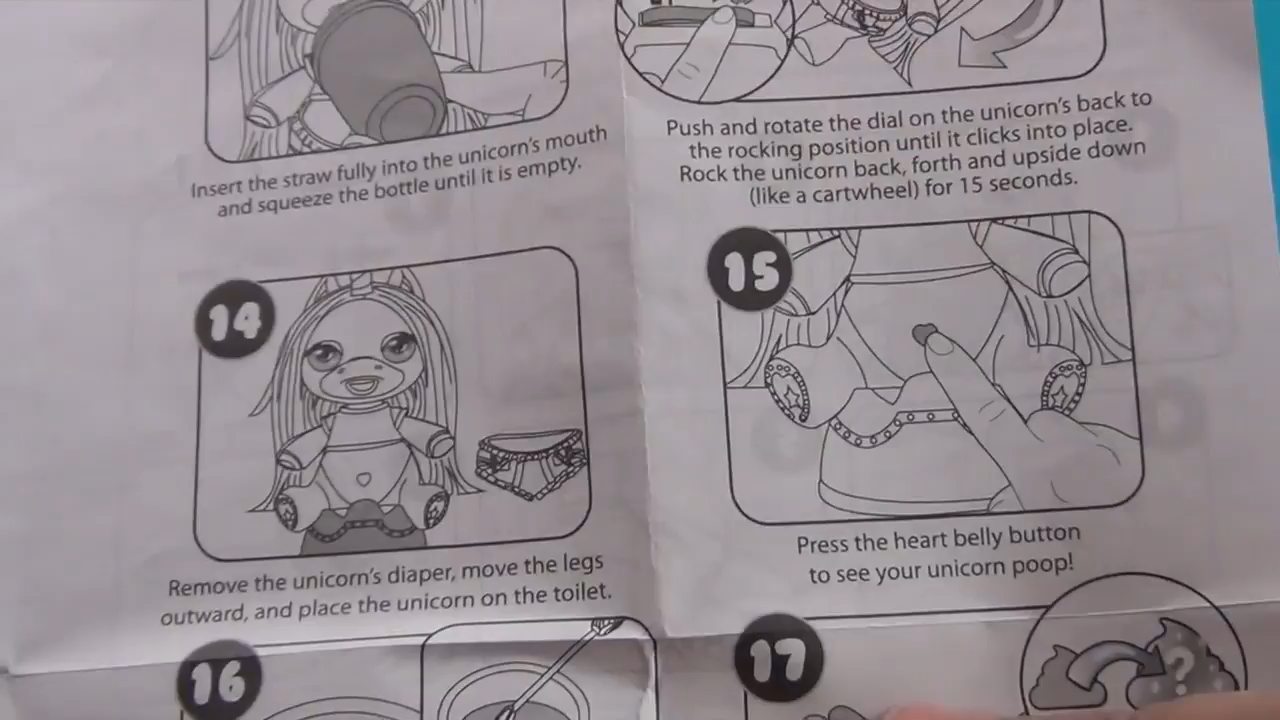 Insert the straw fully into the unicorn's mouth
and squeeze the bottle until it is empty.
Push and rotate the dial on the unicorn's back to
the rocking position until it clicks into place.
Rock the unicorn back, forth and upside down
(like a cartwheel) for 15 seconds.
14
Remove the unicorn's diaper, move the legs
outward, and place the unicorn on the toilet.
15
Press the heart belly button
to see your unicorn poop!
16
17
?